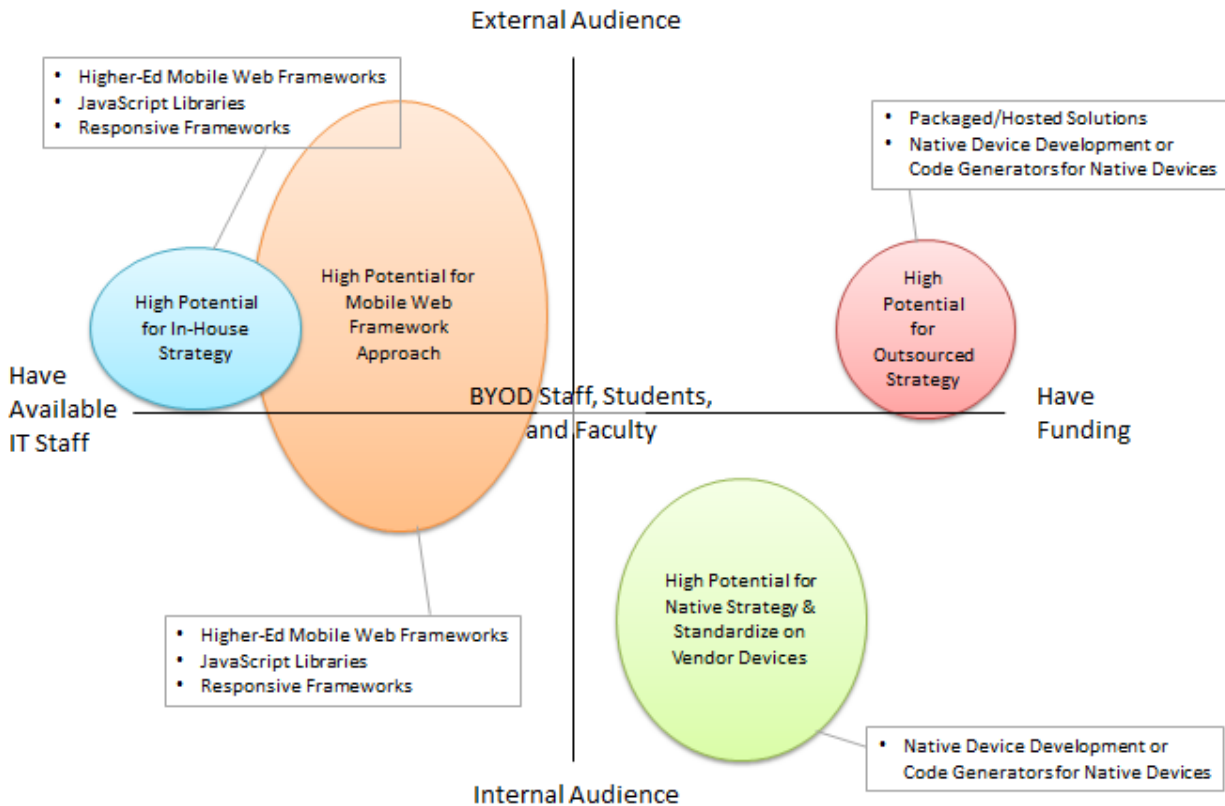 External Audience
• Higher-Ed Mobile Web Frameworks
• JavaScript Libraries
• Responsive Frameworks
• Packaged/Hosted Solutions
• Native Device Development or
Code Generators for Native Devices
High Potential
for In-House
Strategy
High Potential for
Mobile Web
Framework
Approach
High
Potential
for
Outsourced
Strategy
Have
Available
IT Staff
BYOD Staff, Students,
and Faculty
Have
Funding
High Potential for
Native Strategy &
Standardize on
Vendor Devices
• Higher-Ed Mobile Web Frameworks
• JavaScript Libraries
• Responsive Frameworks
• Native Device Development or
Code Generators for Native Devices
Internal Audience